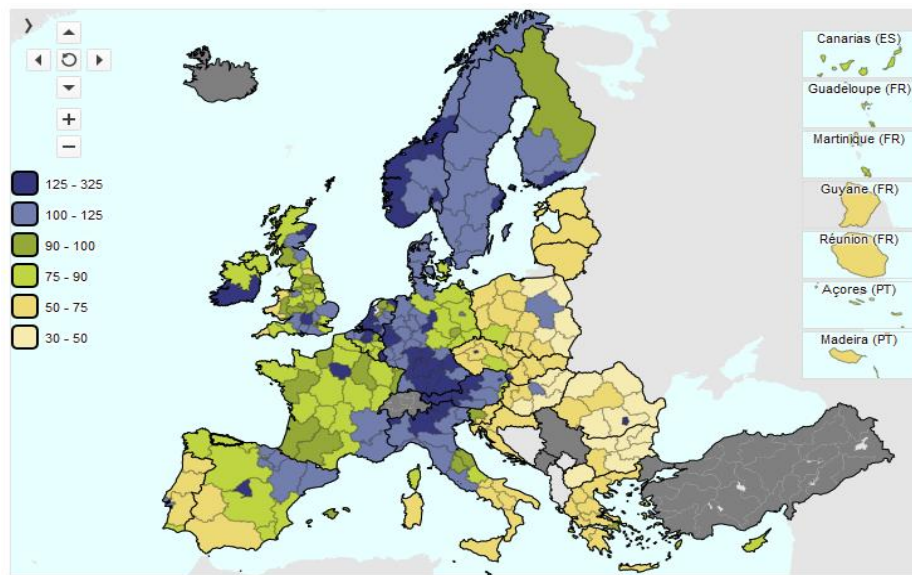 Canarias (ES)
Guadeloupe (FR)
Martinique (FR)
Guyane (FR)
Réunion (FR)
Açores (PT)
Madeira (PT)
125 - 325
100 - 125
90 - 100
75 - 90
50 - 75
30 - 50